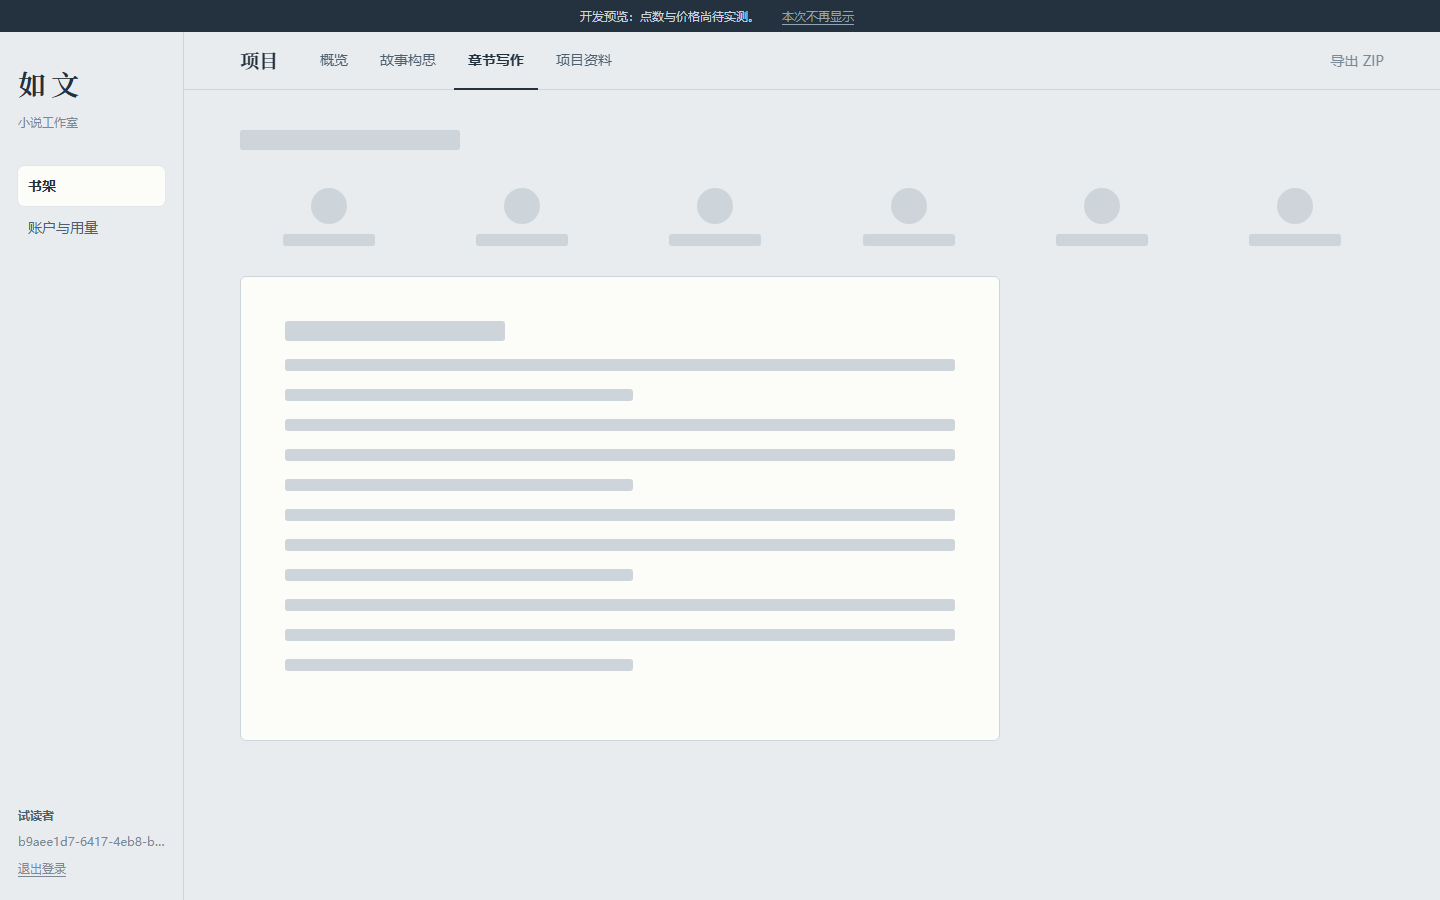 开发预览：点数与价格尚待实测。 本次不再显示
如文
小说工作室
书架
账户与用量
项目 概览 故事构思 章节写作 项目资料 导出 ZIP
试读者
b9aee1d7-6417-4eb8-b...
退出登录